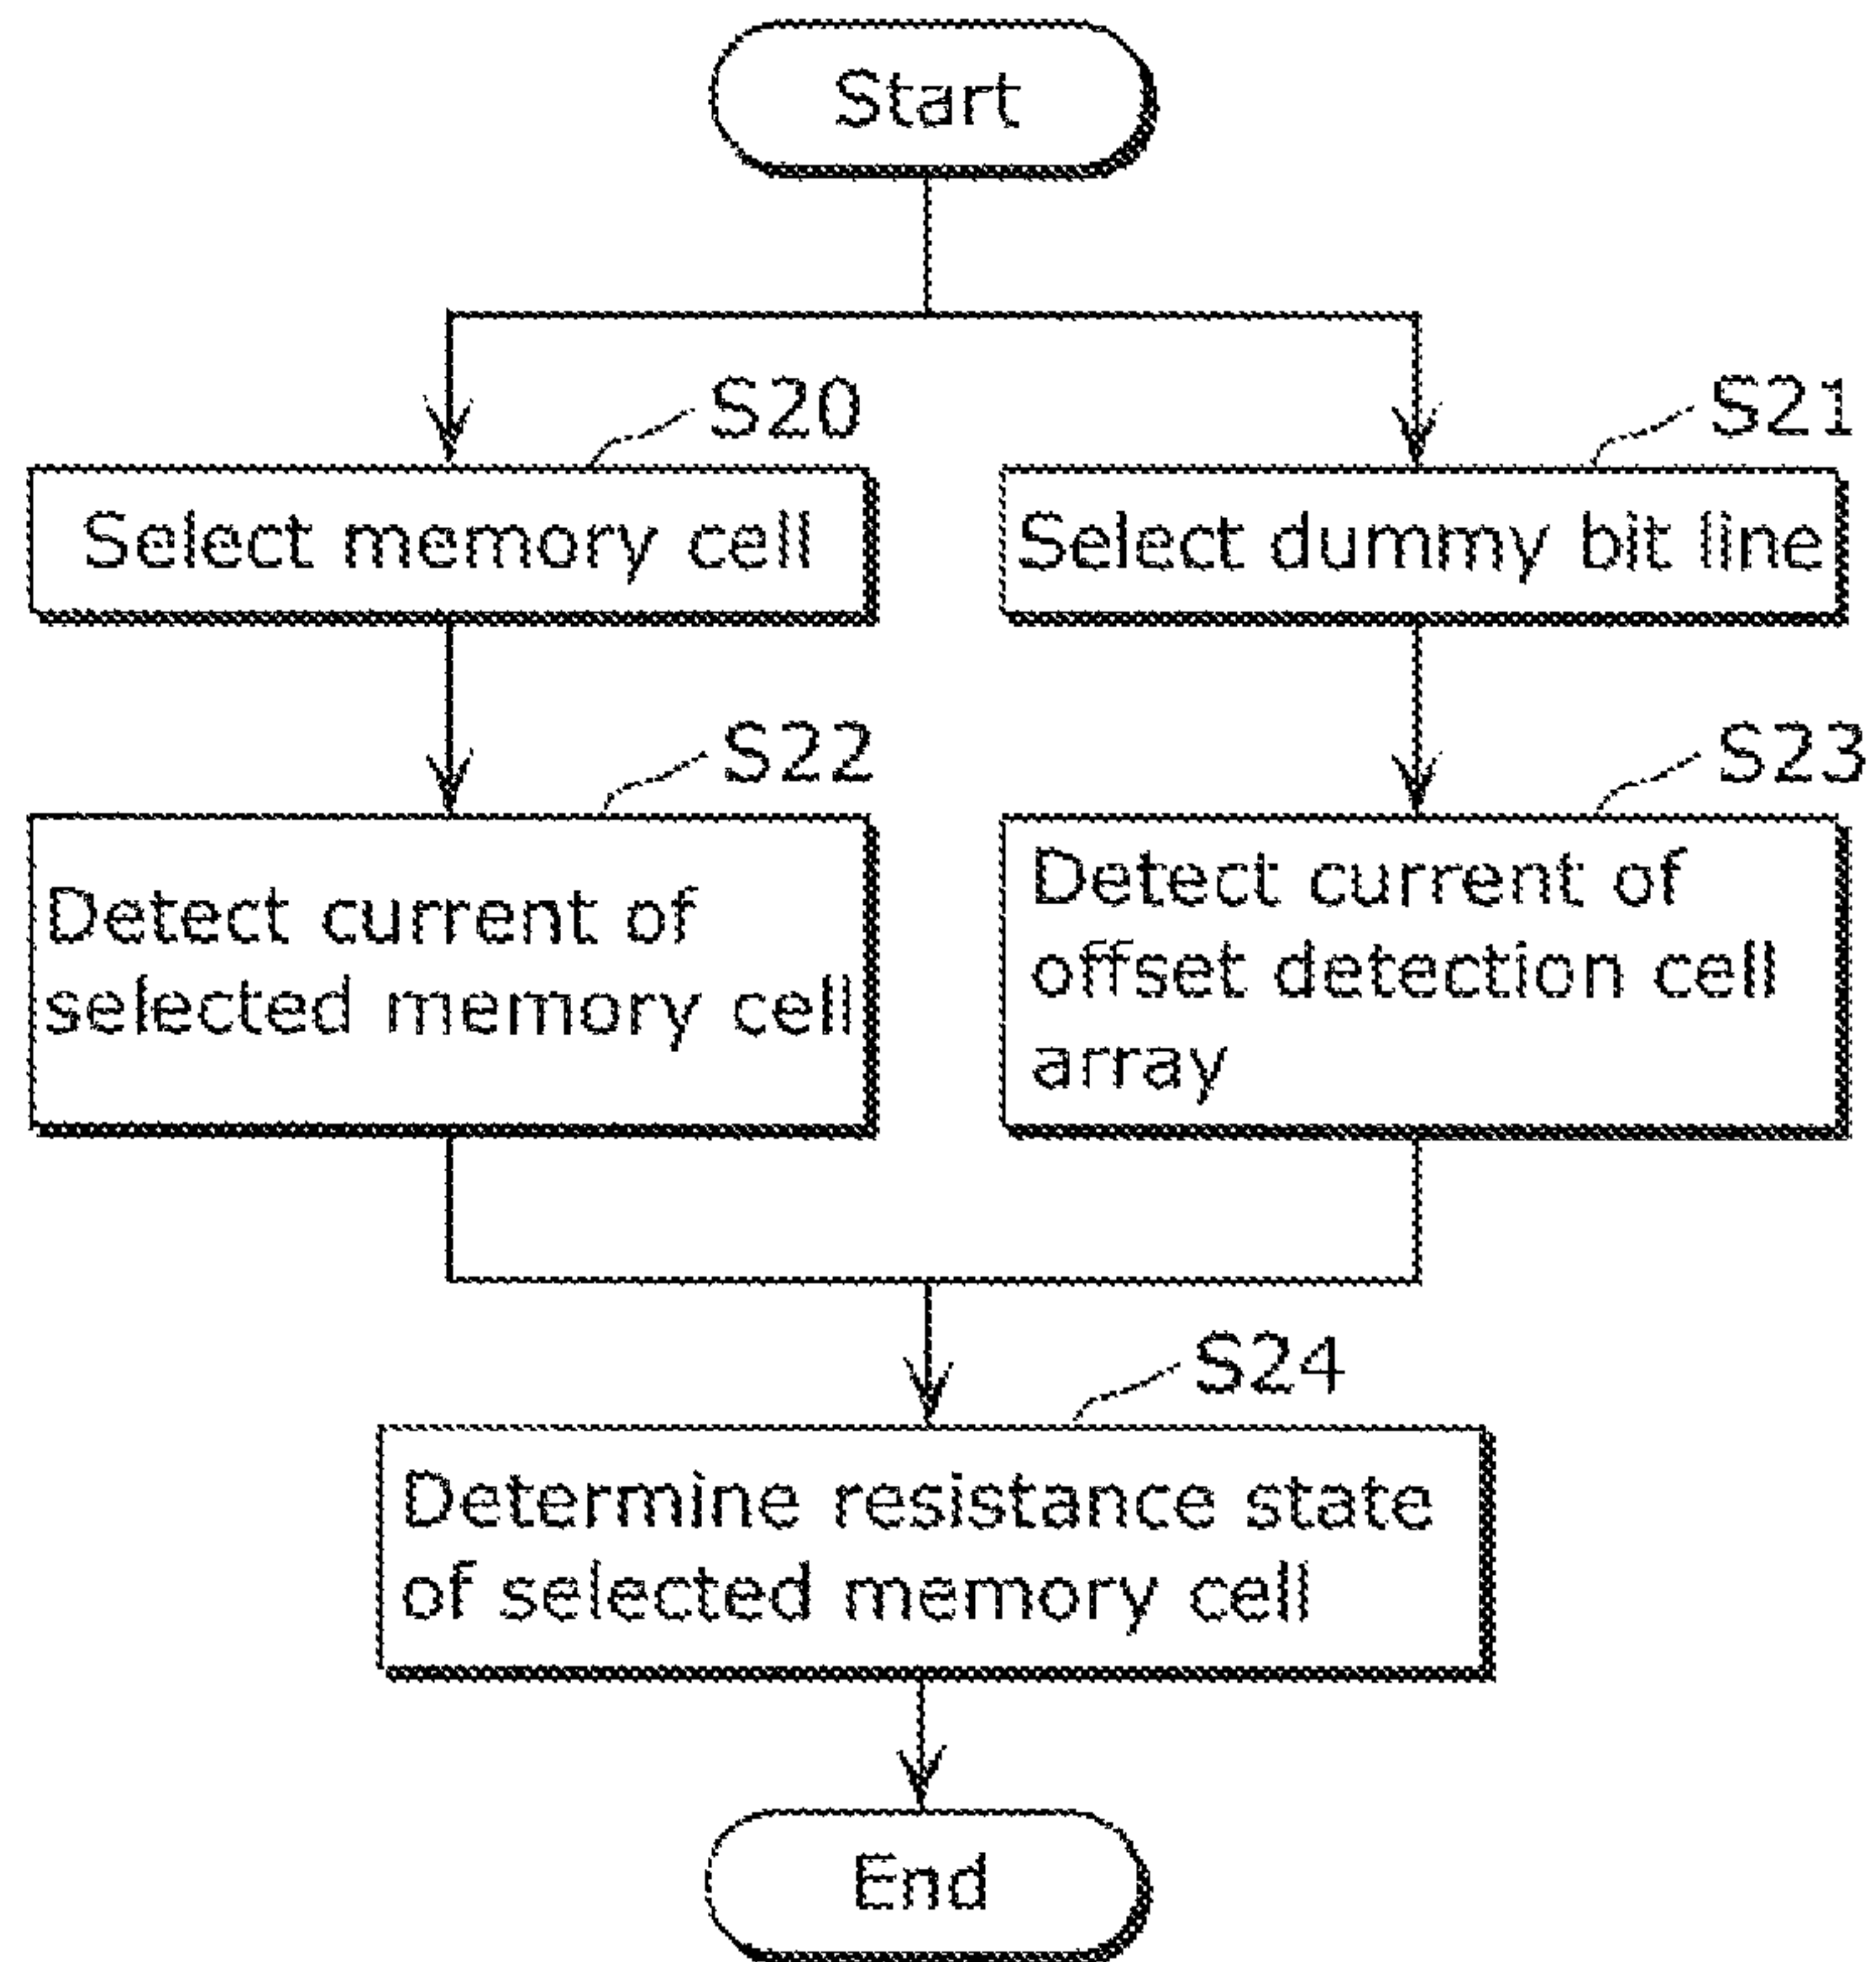 Start
S20
Select memory cell
S21
Select dummy bit line
S22
Detect current of
selected memory cell
S23
Detect current of
offset detection cell
array
S24
Determine resistance state
of selected memory cell
End